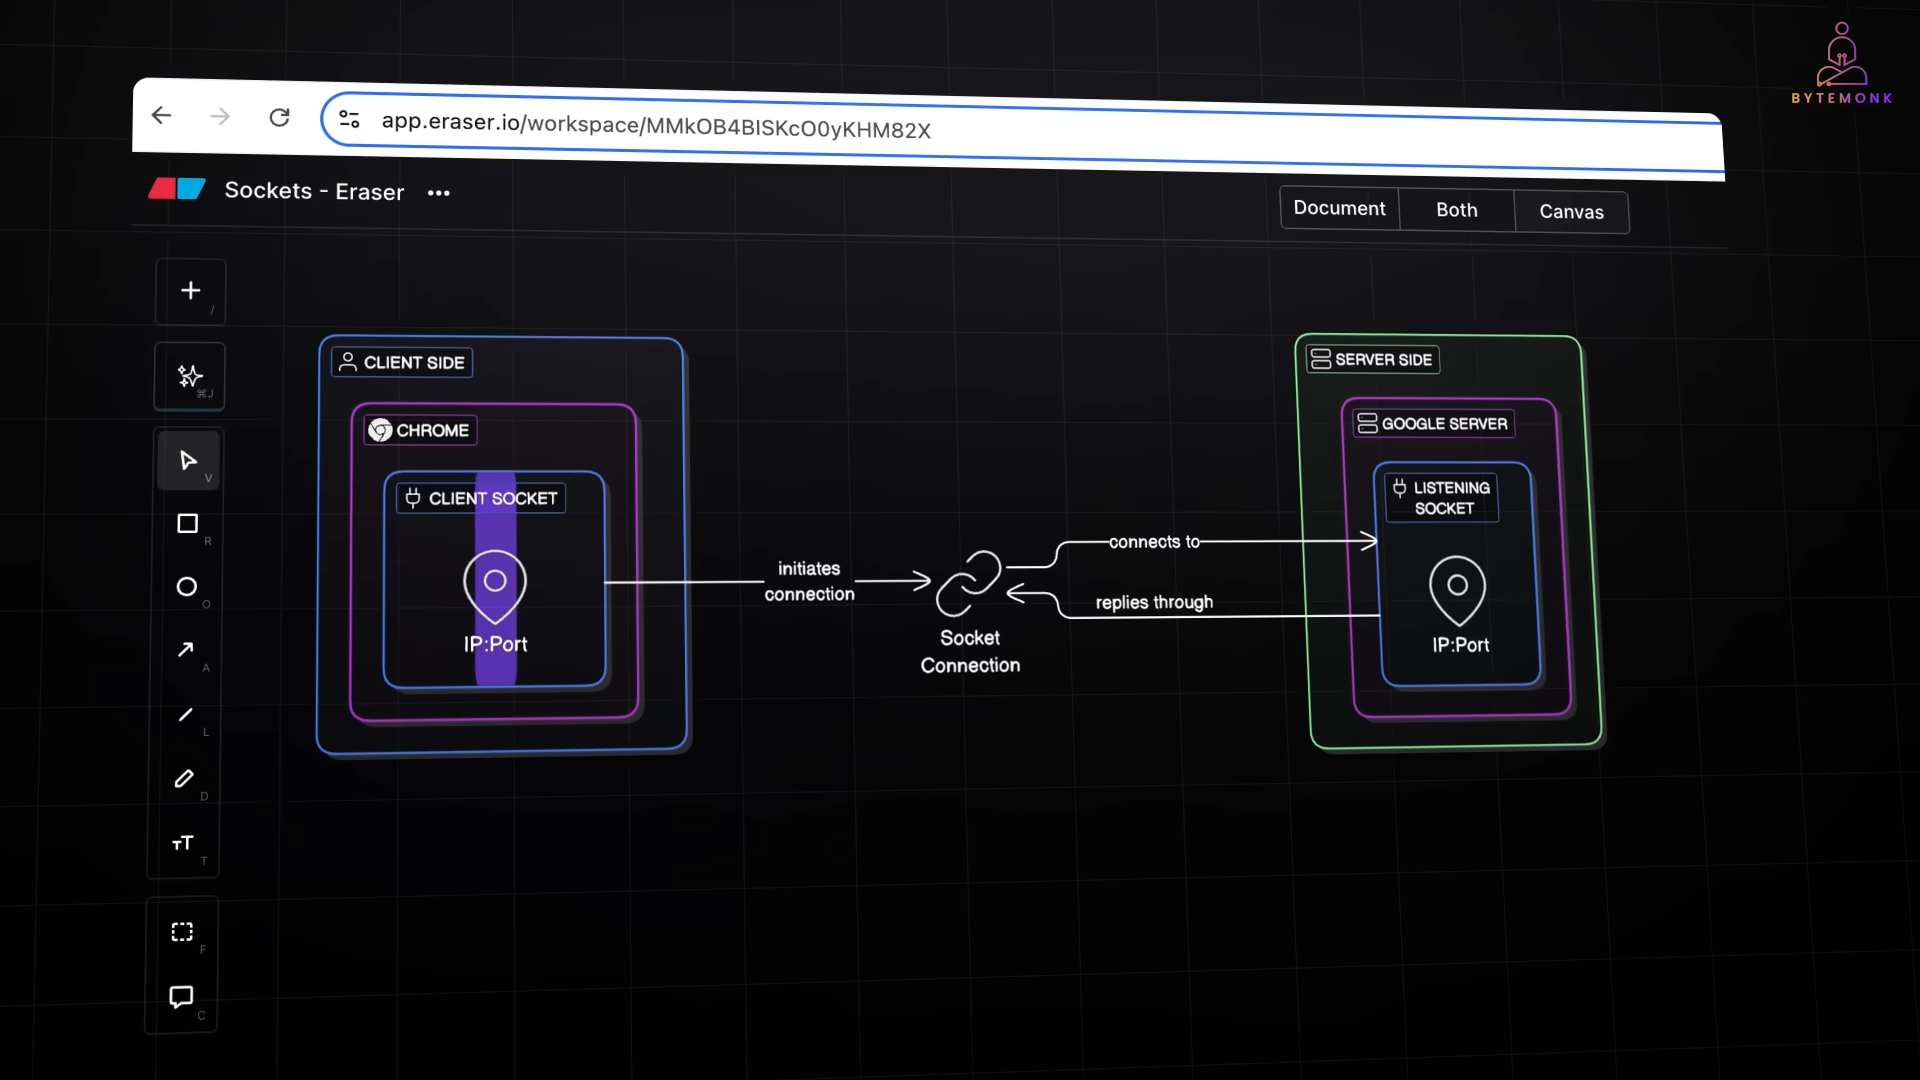 BYTEMONK
app.eraser.io/workspace/MMkOB4BISKcO0yKHM82X
Sockets - Eraser
Document
Both
Canvas
/
⌘J
V
R
O
A
L
D
T
F
C
CLIENT SIDE
CHROME
CLIENT SOCKET
IP:Port
initiates
connection
Socket
Connection
connects to
replies through
SERVER SIDE
GOOGLE SERVER
LISTENING
SOCKET
IP:Port